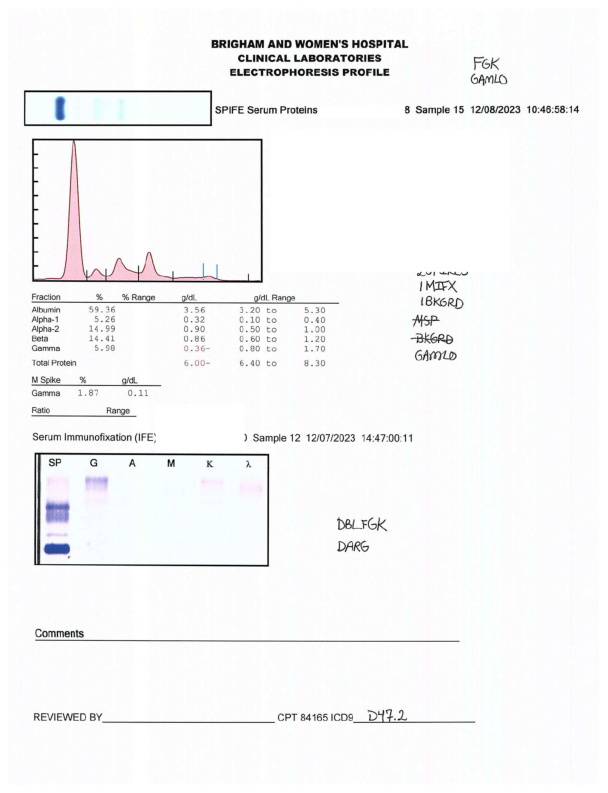 BRIGHAM AND WOMEN'S HOSPITAL
CLINICAL LABORATORIES
ELECTROPHORESIS PROFILE
FGK
GAMLO
SPIFE Serum Proteins 8 Sample 15 12/08/2023 10:46:58:14
1MIFX
1BKGRD
MSP
BKGRD
GAMLO
Fraction % % Range g/dL g/dL Range
Albumin 59.36 3.56 3.20 to 5.30
Alpha-1 5.26 0.32 0.10 to 0.40
Alpha-2 14.99 0.90 0.50 to 1.00
Beta 14.41 0.86 0.60 to 1.20
Gamma 5.98 0.36- 0.80 to 1.70
Total Protein 6.00- 6.40 to 8.30
M Spike % g/dL
Gamma 1.87 0.11
Ratio Range
Serum Immunofixation (IFE) Sample 12 12/07/2023 14:47:00:11
SP G A M K λ
DBL_FGK
DARG
Comments
REVIEWED BY CPT 84165 ICD9 D47.2